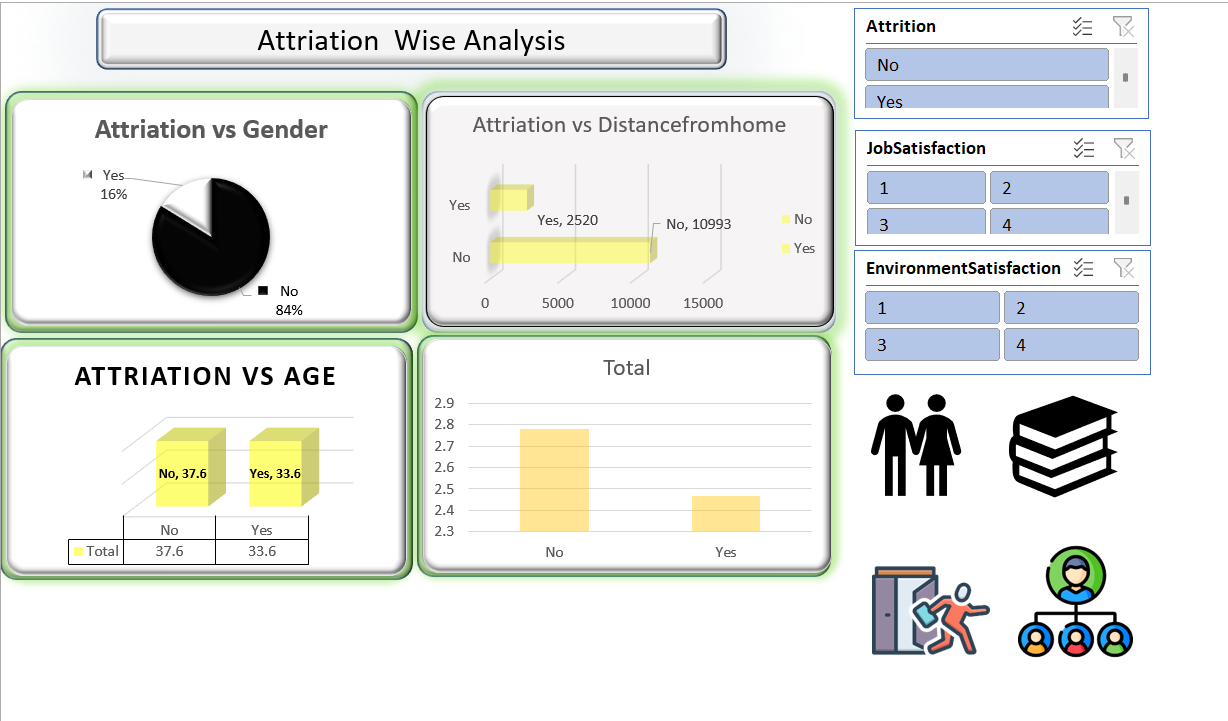 Attriation  Wise Analysis
Attriation vs Gender
Yes
16%
No
84%
Attriation vs Distancefromhome
Yes
No
Yes, 2520
No, 10993
0 5000 10000 15000
No
Yes
ATTRIATION VS AGE
No, 37.6 Yes, 33.6
No Yes
Total 37.6 33.6
Total
2.9
2.8
2.7
2.6
2.5
2.4
2.3
No Yes
Attrition
No
Yes
JobSatisfaction
1 2
3 4
EnvironmentSatisfaction
1 2
3 4